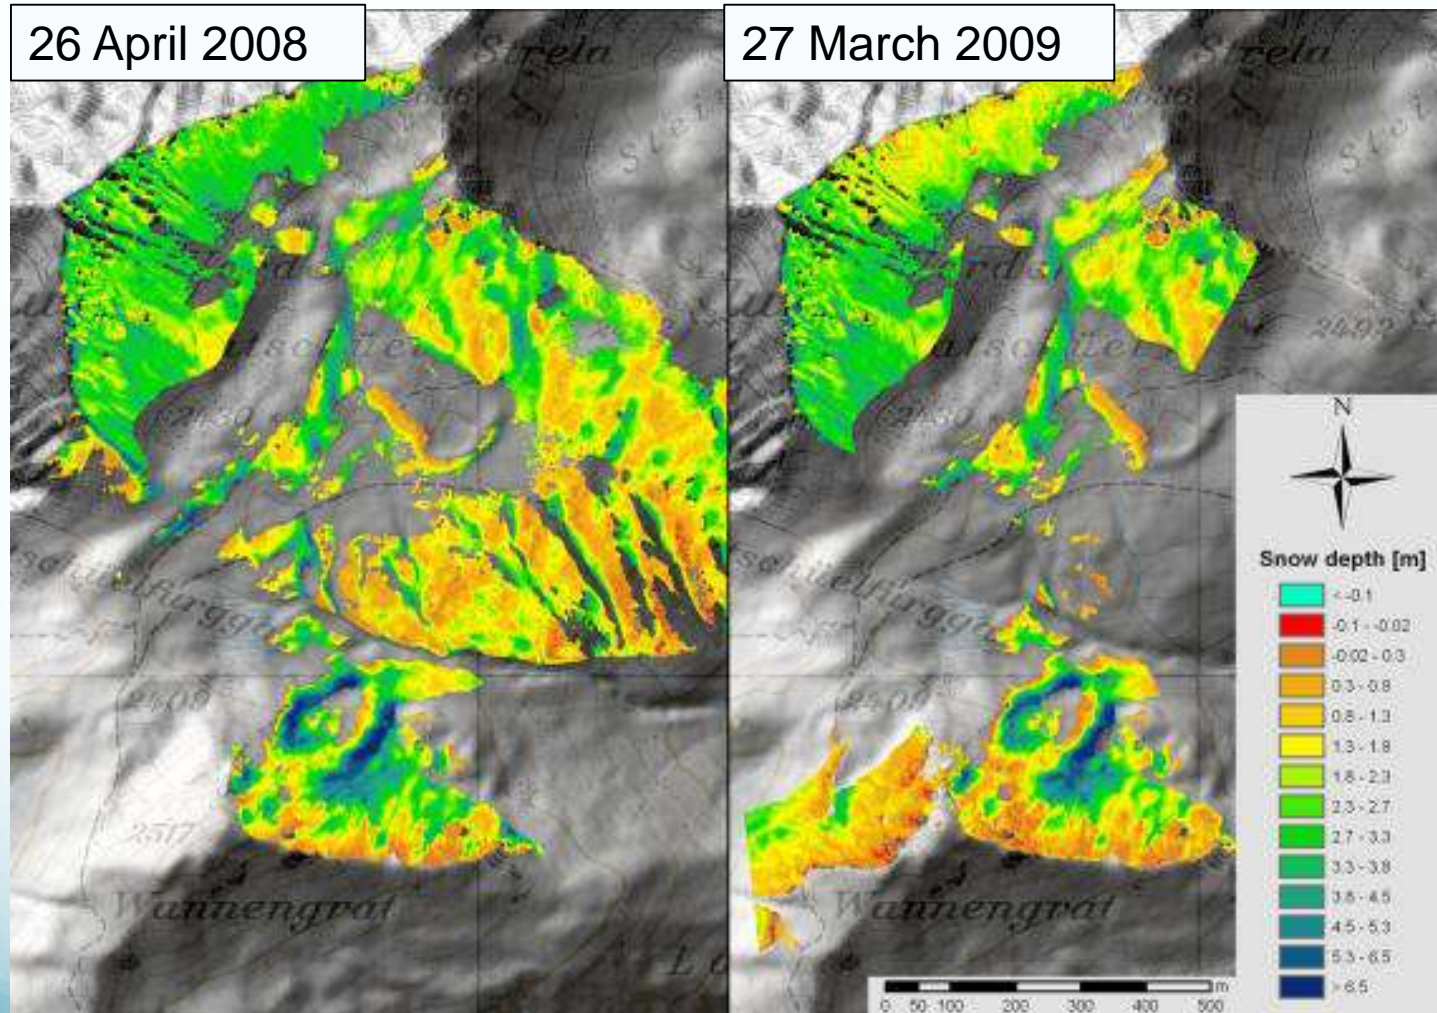 26 April 2008
27 March 2009
Strela
Strela
2492
2409
2409
2517
Wannengrat
Wannengrat
N
Snow depth [m]
< -0.1
-0.1 - -0.02
-0.02 - 0.3
0.3 - 0.8
0.8 - 1.3
1.3 - 1.8
1.8 - 2.3
2.3 - 2.7
2.7 - 3.3
3.3 - 3.8
3.8 - 4.5
4.5 - 5.3
5.3 - 6.5
> 6.5
m
0 50 100 200 300 400 500